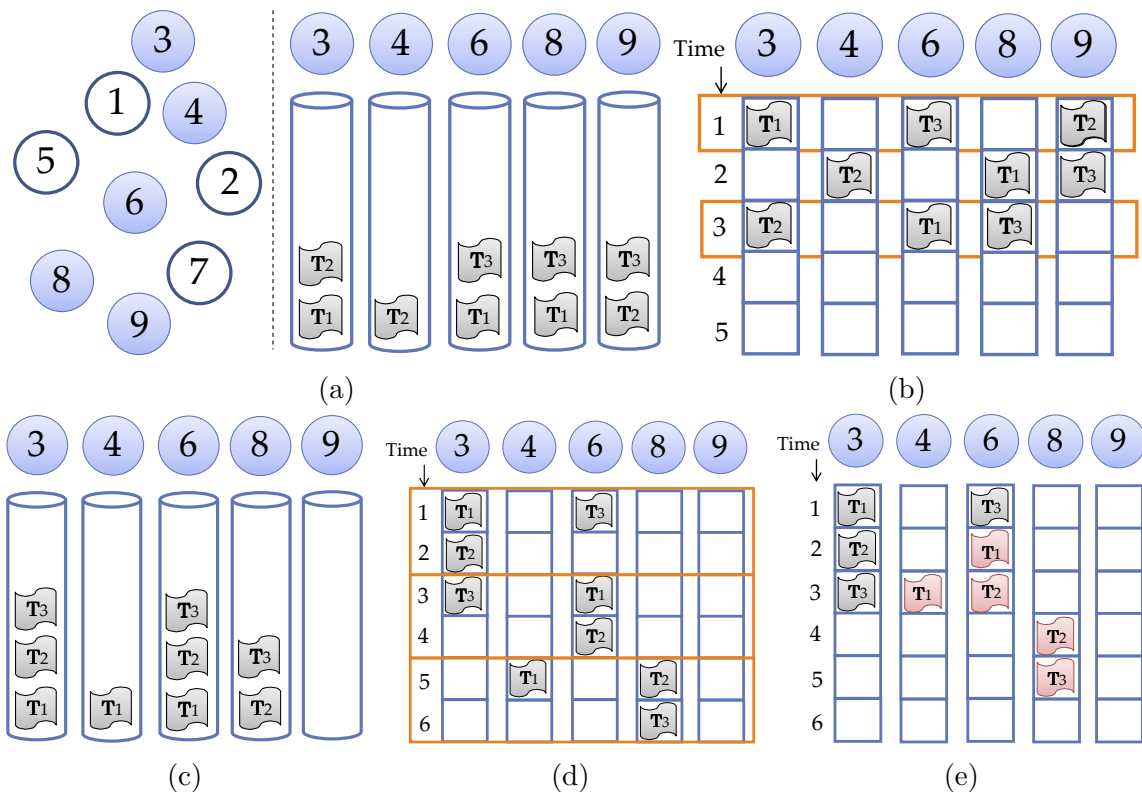 3
1
4
5
2
6
8
7
9
3 4 6 8 9
T2 T3 T3 T3
T1 T2 T1 T1 T2
(a)
Time 3 4 6 8 9
1 T1 T3 T2
2 T2 T1 T3
3 T2 T1 T3
4
5
(b)
3 4 6 8 9
T3 T3
T2 T2 T3
T1 T1 T1 T2
(c)
Time 3 4 6 8 9
1 T1 T3
2 T2
3 T3 T1
4 T2
5 T1 T2
6 T3
(d)
Time 3 4 6 8 9
1 T1 T3
2 T2 T1
3 T3 T1 T2
4 T2
5 T3
6
(e)